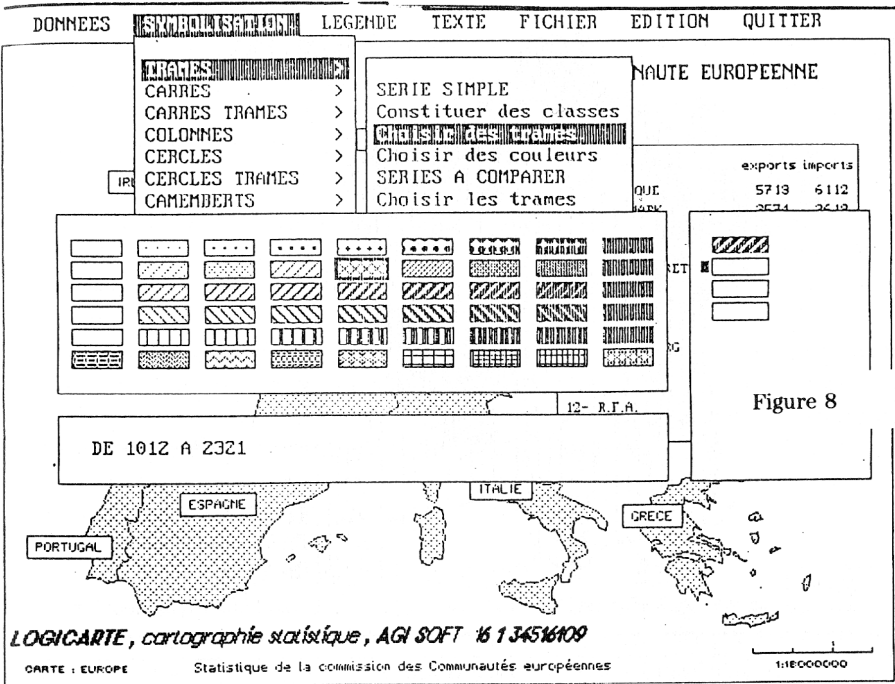 DONNEES SYMBOLISATION LEGENDE TEXTE FICHIER EDITION QUITTER
NAUTE EUROPEENNE
TRAMES >
CARRES >
CARRES TRAMES >
COLONNES >
CERCLES >
CERCLES TRAMES >
CAMEMBERTS >
SERIE SIMPLE
Constituer des classes
Choisir des trames
Choisir des couleurs
SERIES A COMPARER
Choisir les trames
exports imports
QUE 5713 6112
12- R.F.A.
Figure 8
DE 1012 A 2321
ITALIE
ESPAGNE
GRECE
PORTUGAL
LOGICARTE, cartographie statistique, AGI SOFT 16 1 34516109
CARTE : EUROPE Statistique de la commission des Communautés européennes 1:18000000